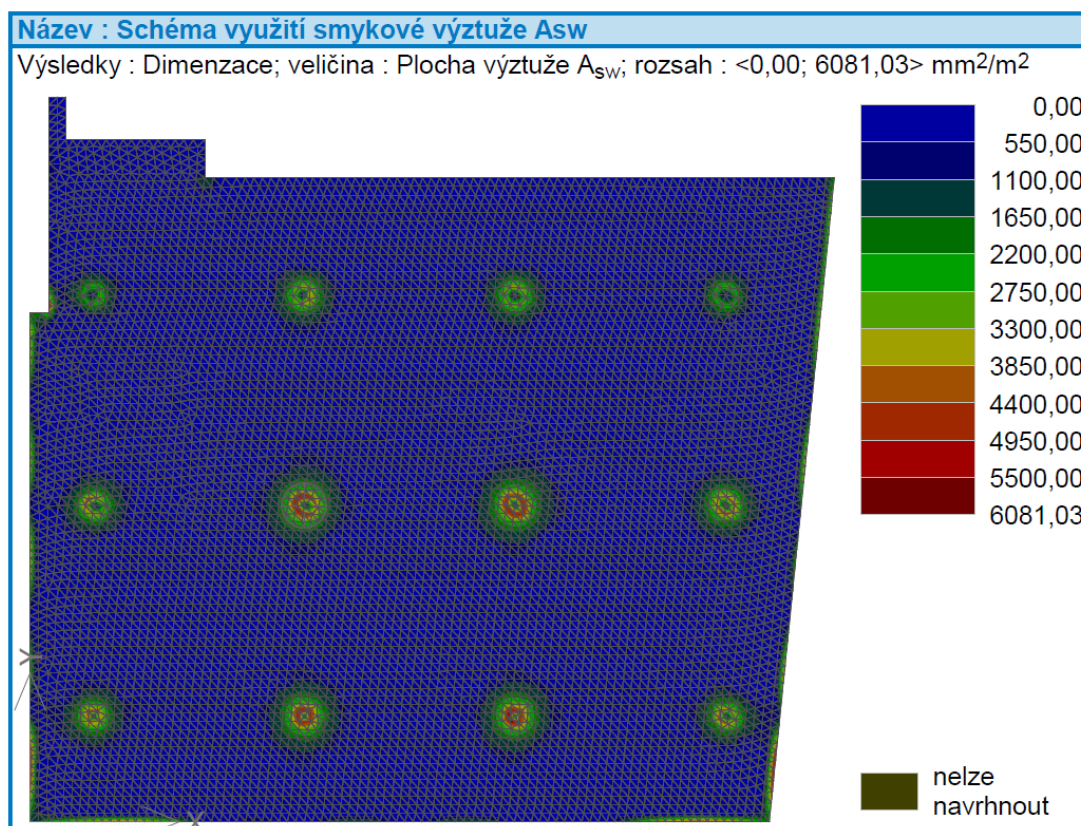 Název : Schéma využití smykové výztuže Asw
Výsledky : Dimenzace; veličina : Plocha výztuže Asw; rozsah : <0,00; 6081,03> mm²/m²
0,00
550,00
1100,00
1650,00
2200,00
2750,00
3300,00
3850,00
4400,00
4950,00
5500,00
6081,03
Y
X
nelze
navrhnout